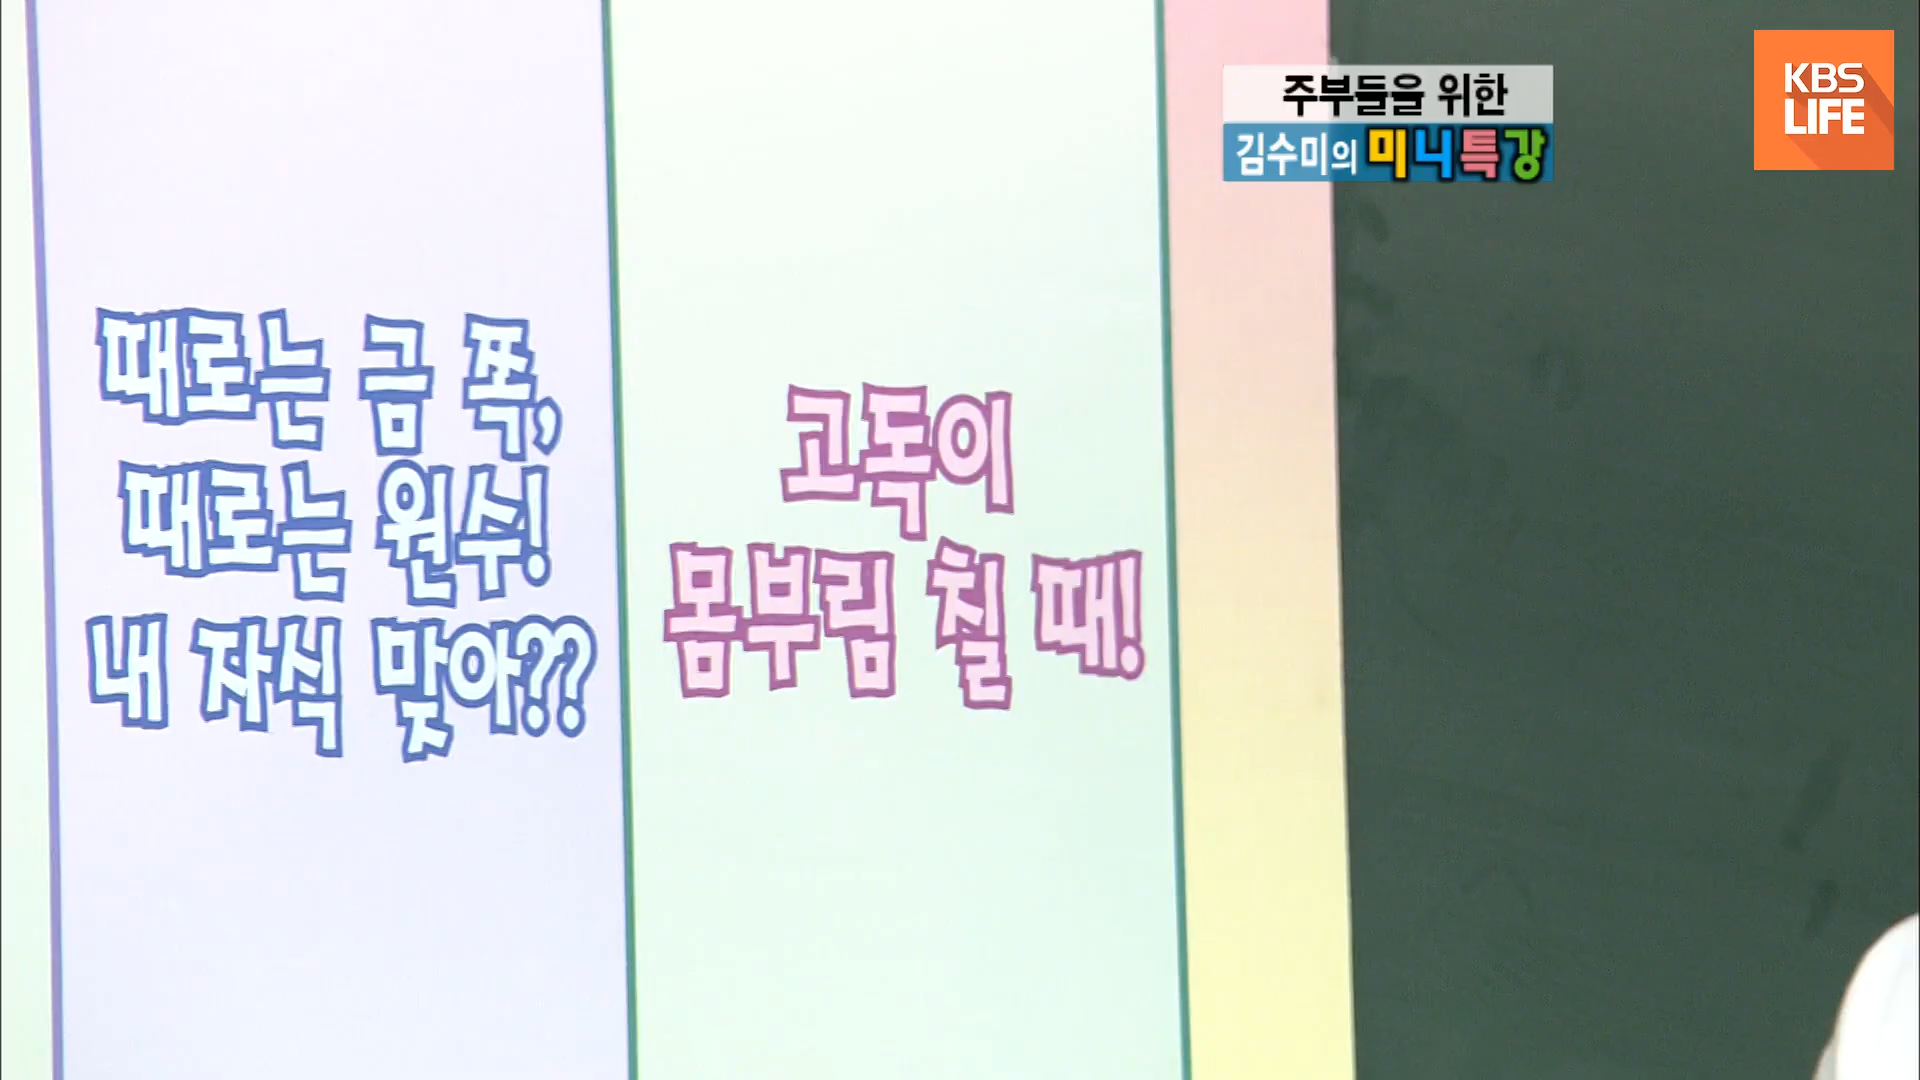 때로는 금 쪽,
때로는 원수!
내 자식 맞아??
고독이
몸부림 칠 때!
주부들을 위한
김수미의 미니특강
KBS
LIFE